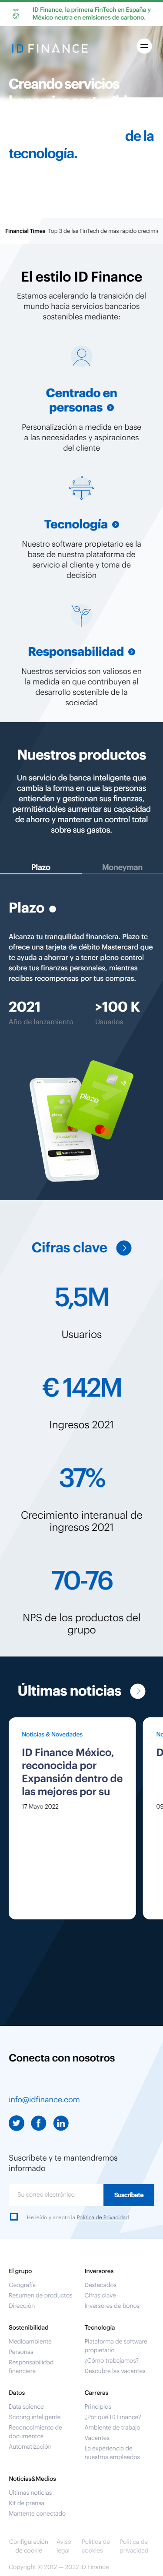 ID Finance, la primera FinTech en España y
México neutra en emisiones de carbono.
ID FINANCE
Creando servicios
de la
tecnología.
Financial Times Top 3 de las FinTech de más rápido
El estilo ID Finance
Estamos acelerando la transición del
mundo hacia servicios bancarios
sostenibles mediante:
Centrado en
personas
Personalización a medida en base
a las necesidades y aspiraciones
del cliente
Tecnología
Nuestro software propietario es la
base de nuestra plataforma de
servicio al cliente y toma de
decisión
Responsabilidad
Nuestros servicios son valiosos en
la medida en que contribuyen al
desarrollo sostenible de la
sociedad
Nuestros productos
Un servicio de banca inteligente que
cambia la forma en que las personas
entienden y gestionan sus finanzas,
permitiéndoles aumentar su capacidad
de ahorro y mantener un control total
sobre sus gastos.
Plazo Moneyman
Plazo
Alcanza tu tranquilidad financiera. Plazo te
ofrece una tarjeta de débito Mastercard que
te ayuda a ahorrar y a tener pleno control
sobre tus finanzas personales, mientras
recibes recompensas por tus compras.
2021 >100 K
Año de lanzamiento Usuarios
plazo
Cifras clave
5,5M
Usuarios
€ 142M
Ingresos 2021
37%
Crecimiento interanual de
ingresos 2021
70-76
NPS de los productos del
grupo
Últimas noticias
Noticias & Novedades
ID Finance México,
reconocida por
Expansión dentro de
las mejores por su
17 Mayo 2022
Conecta con nosotros
info@idfinance.com
Suscríbete y te mantendremos
informado
Su correo electrónico Suscríbete
He leído y acepto la Política de Privacidad
El grupo
Geografía
Resumen de productos
Dirección
Inversores
Destacados
Cifras clave
Inversores de bonos
Sostenibilidad
Medioambiente
Personas
Responsabilidad
financiera
Tecnología
Plataforma de software
propietario
¿Cómo trabajamos?
Descubre las vacantes
Datos
Data science
Scoring inteligente
Reconocimiento de
documentos
Automatización
Carreras
Principios
¿Por qué ID Finance?
Ambiente de trabajo
Vacantes
La experiencia de
nuestros empleados
Noticias&Medios
Últimas noticias
Kit de prensa
Mantente conectado
Configuración
de cookie
Aviso
legal
Política de
cookies
Política de
privacidad
Copyright © 2012 — 2022 ID Finance